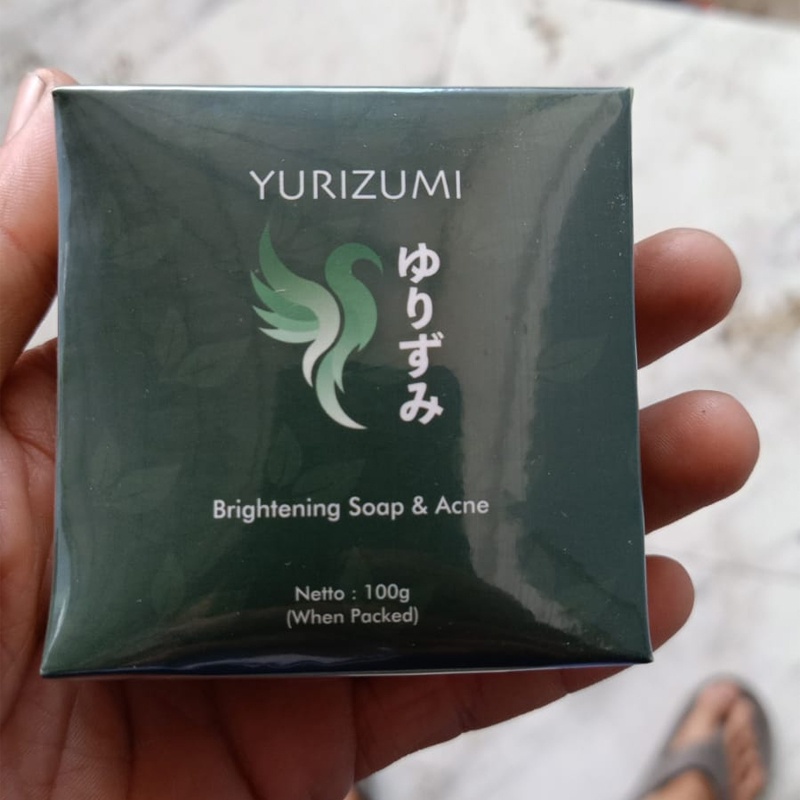 YURIZUMI
ゆりずみ
Brightening Soap & Acne
Netto : 100g
(When Packed)